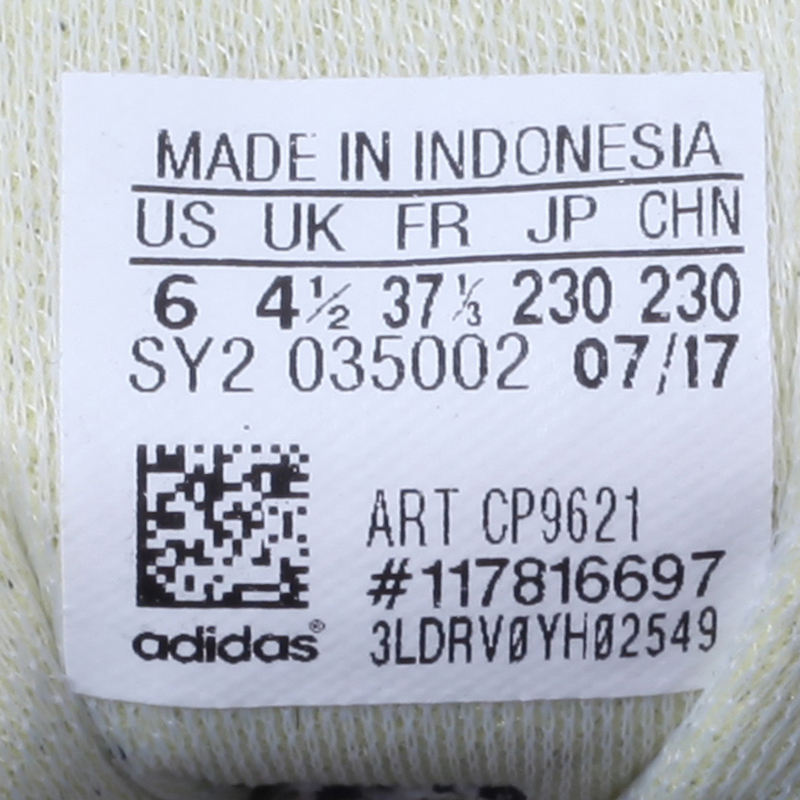 MADE IN INDONESIA
US UK FR JP CHN
6 4½ 37⅓ 230 230
SY2 035002 07/17
ART CP9621
#117816697
adidas®
3LDRV0YH02549